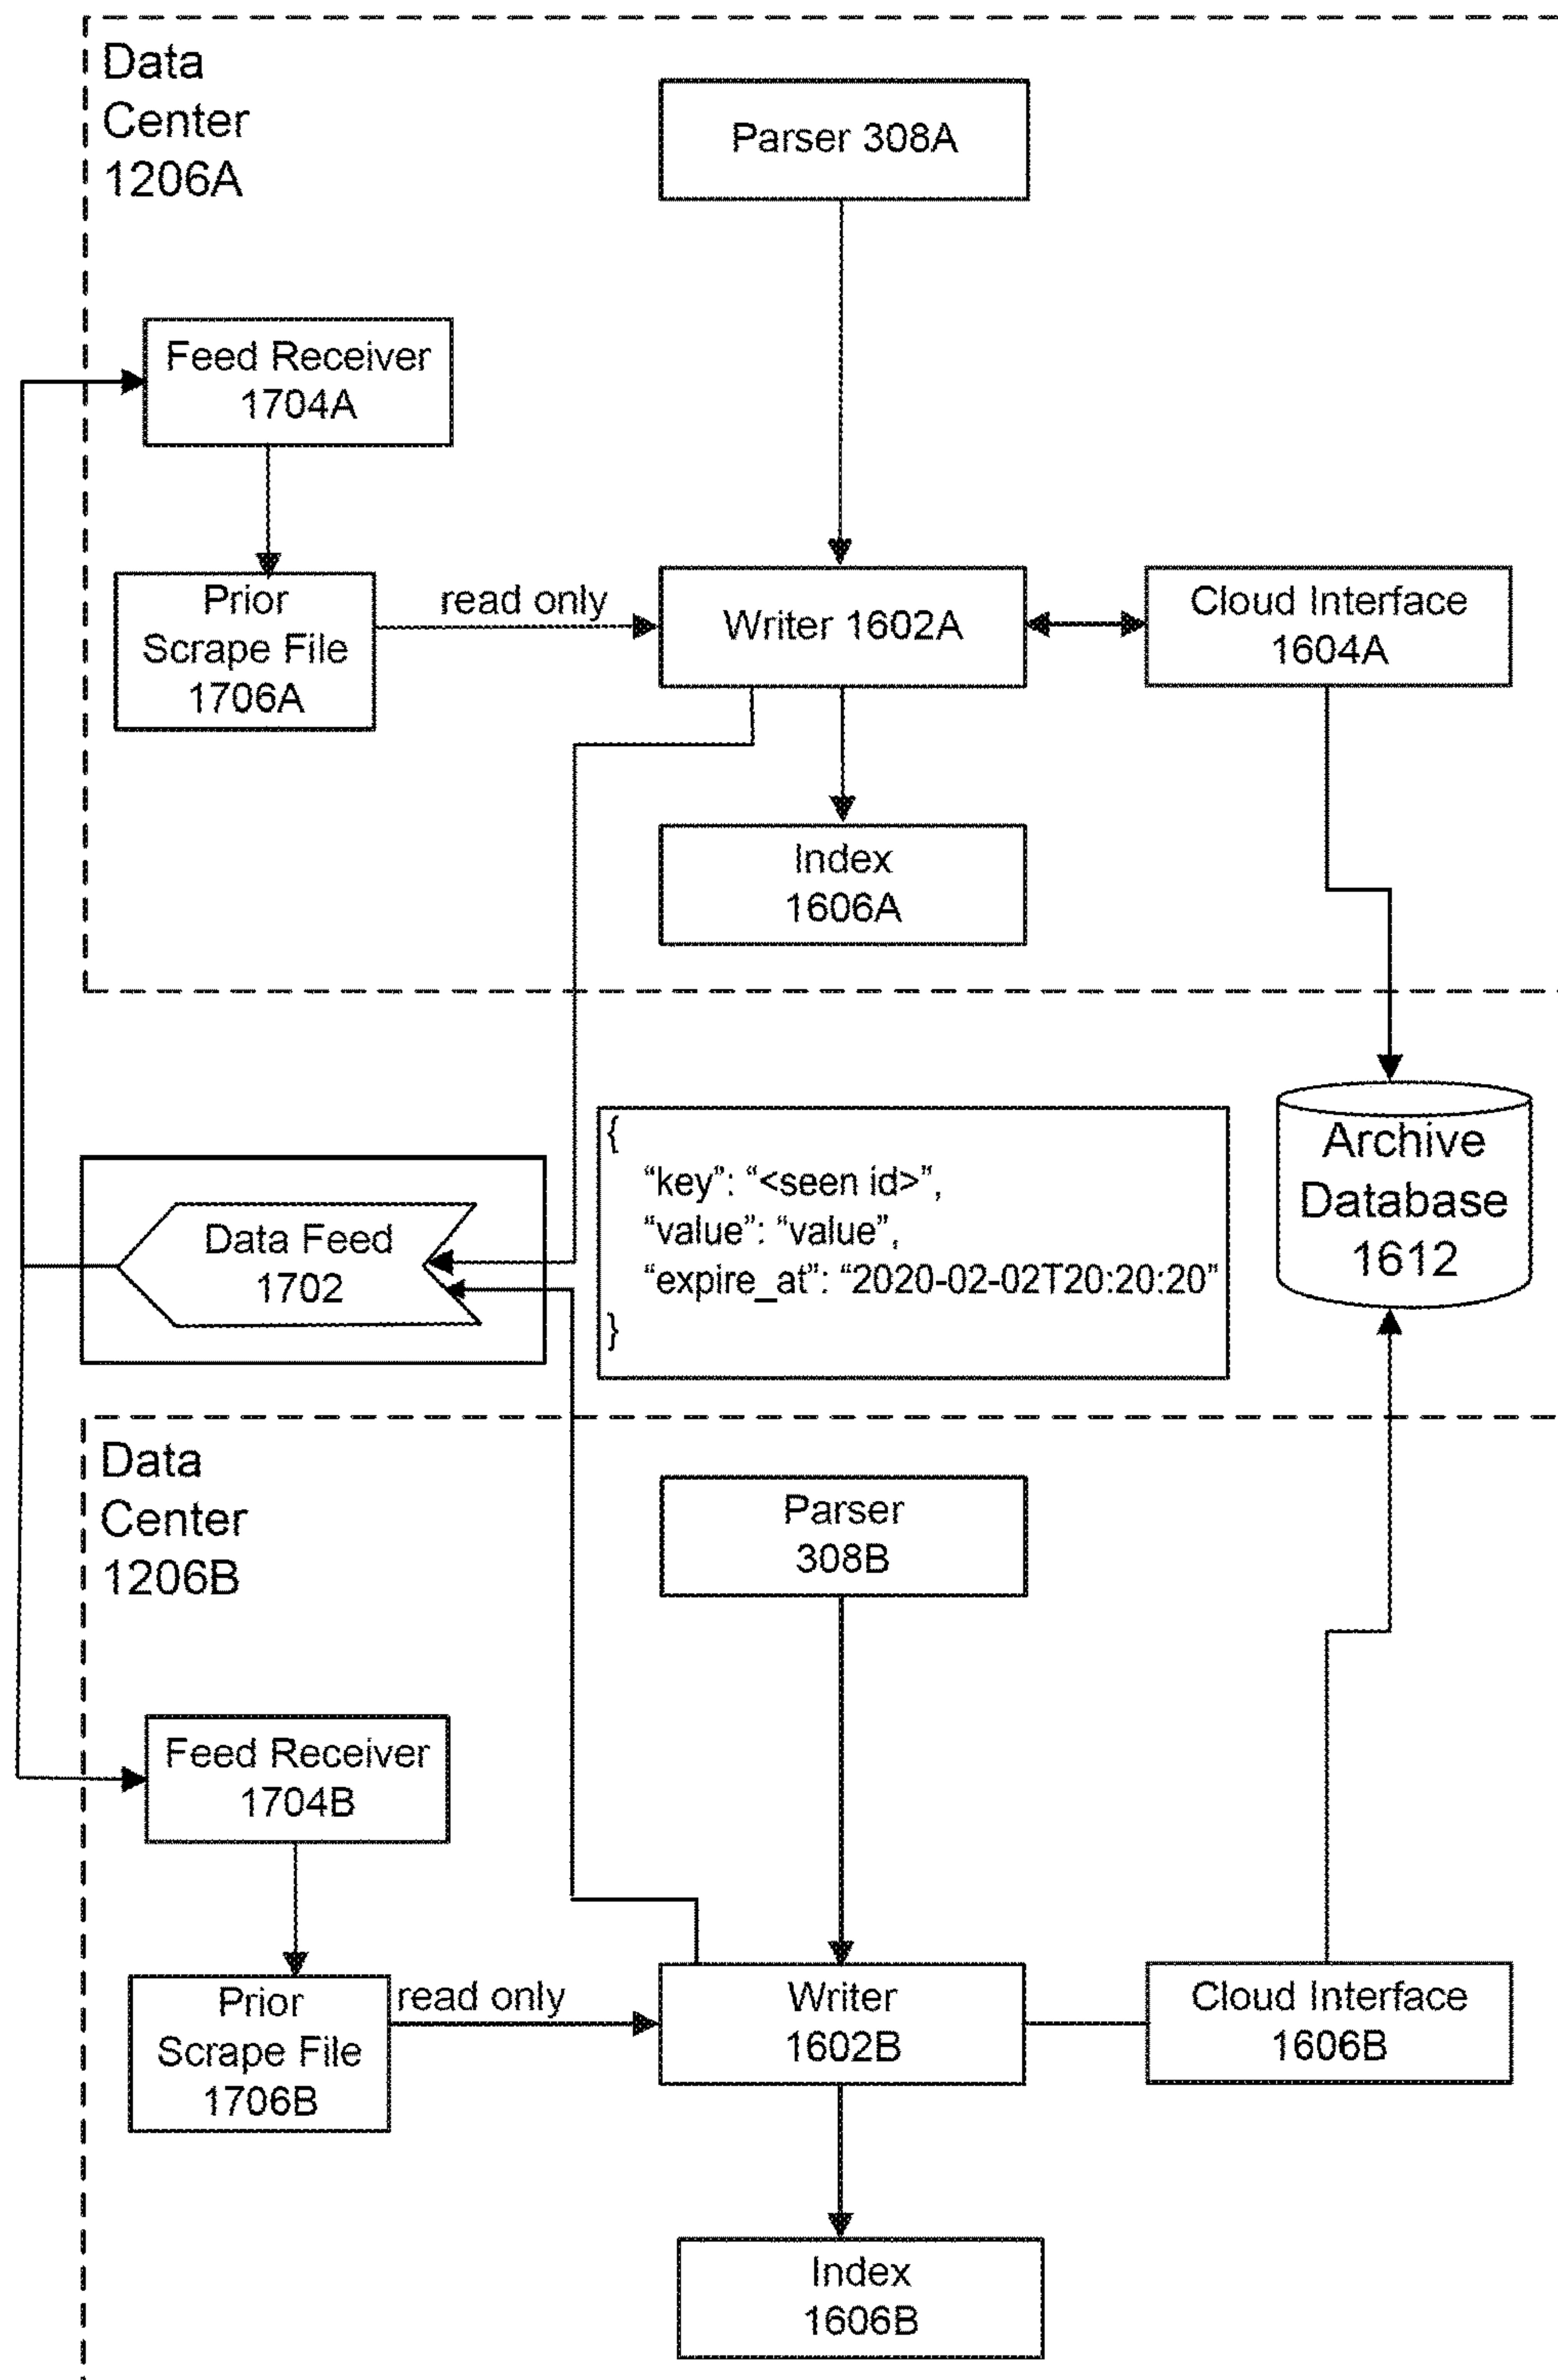 Data
Center
1206A
Parser 308A
Feed Receiver
1704A
Prior
Scrape File
1706A
read only
Writer 1602A
Cloud Interface
1604A
Index
1606A
Data Feed
1702
{
“key”: “<seen id>”,
“value”: “value”,
“expire_at”: “2020-02-02T20:20:20”
}
Archive
Database
1612
Data
Center
1206B
Parser
308B
Feed Receiver
1704B
Prior
Scrape File
1706B
read only
Writer
1602B
Cloud Interface
1606B
Index
1606B